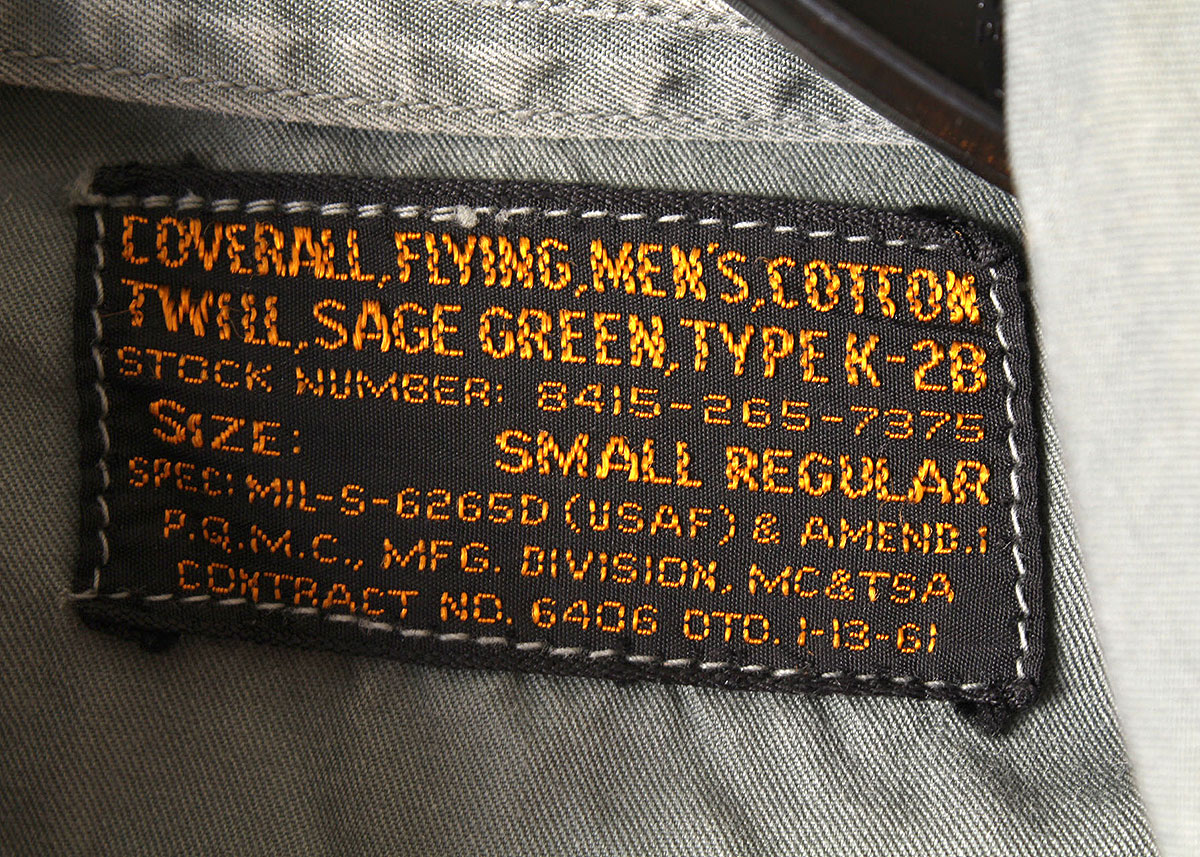 COVERALL, FLYING, MEN'S, COTTON
TWILL, SAGE GREEN, TYPE K-2B
STOCK NUMBER: 8415-265-7375
SIZE: SMALL REGULAR
SPEC: MIL-S-6265D (USAF) & AMEND. 1
P.Q.M.C., MFG. DIVISION, MC&TSA
CONTRACT NO. 6406 DTD. 1-13-61